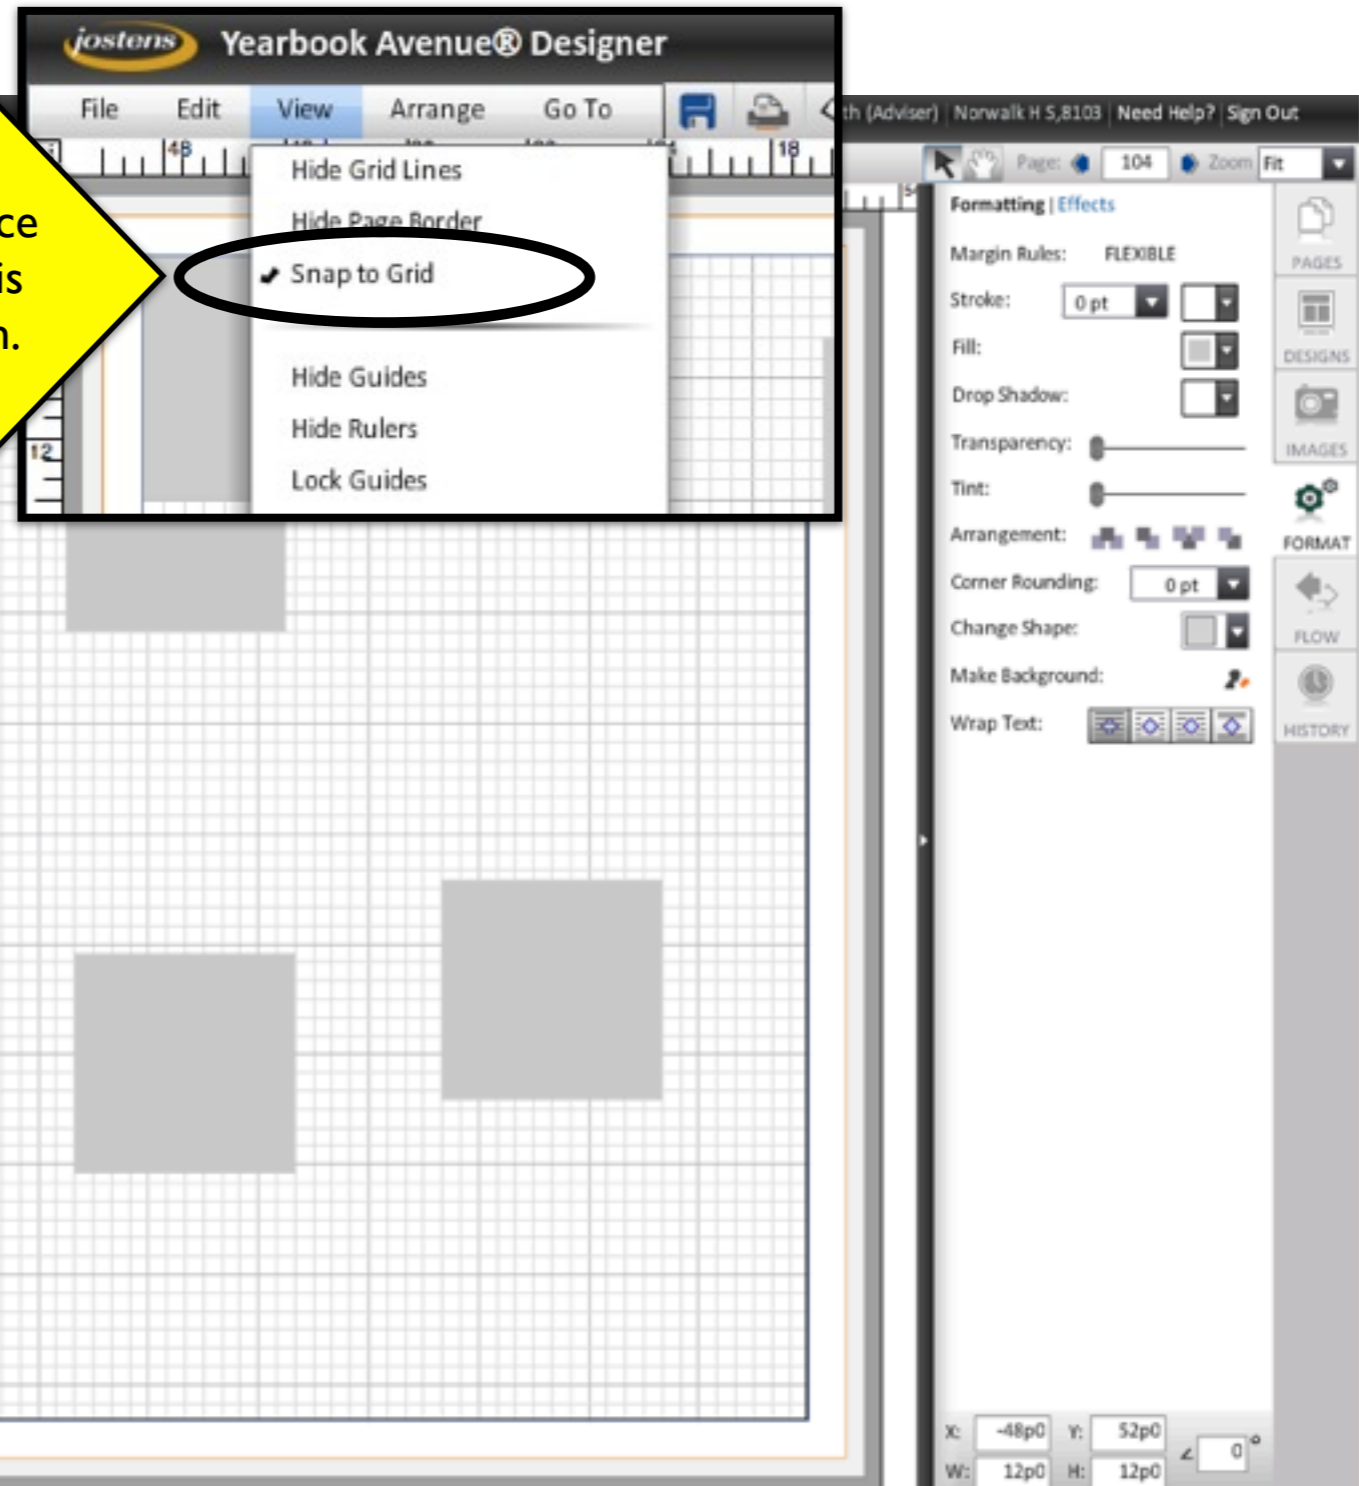 jostens Yearbook Avenue® Designer
File Edit View Arrange Go To
Hide Grid Lines
Hide Page Border
Snap to Grid
Hide Guides
Hide Rulers
Lock Guides
48
18
12
ce
is
(Adviser) Norwalk H S,8103 Need Help? Sign Out
Page: 104 Zoom Fit
Formatting | Effects
Margin Rules: FLEXIBLE
Stroke: 0 pt
Fill:
Drop Shadow:
Transparency:
Tint:
Arrangement:
Corner Rounding: 0 pt
Change Shape:
Make Background:
Wrap Text:
PAGES
DESIGNS
IMAGES
FORMAT
FLOW
HISTORY
X: -48p0 Y: 52p0
0°
W: 12p0 H: 12p0